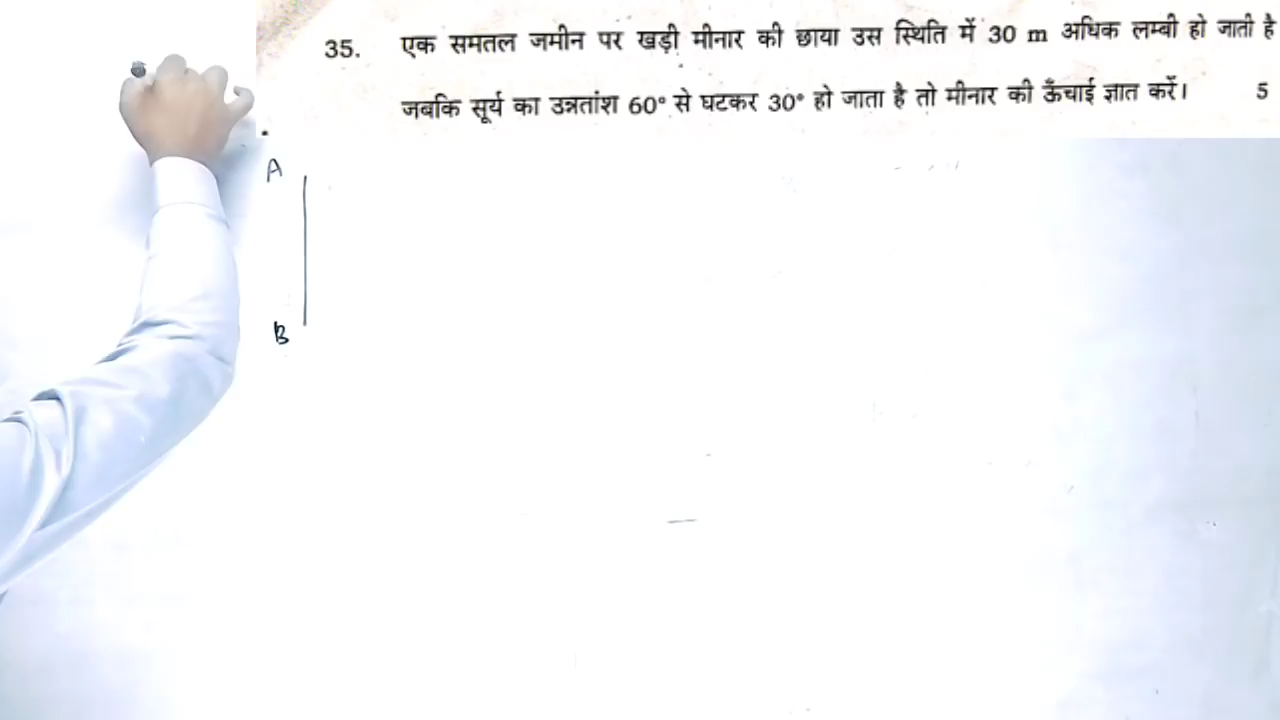 35. एक समतल जमीन पर खड़ी मीनार की छाया उस स्थिति में 30 m अधिक लम्बी हो जाती है
जबकि सूर्य का उन्नतांश 60° से घटकर 30° हो जाता है तो मीनार की ऊँचाई ज्ञात करें। 5
A
B